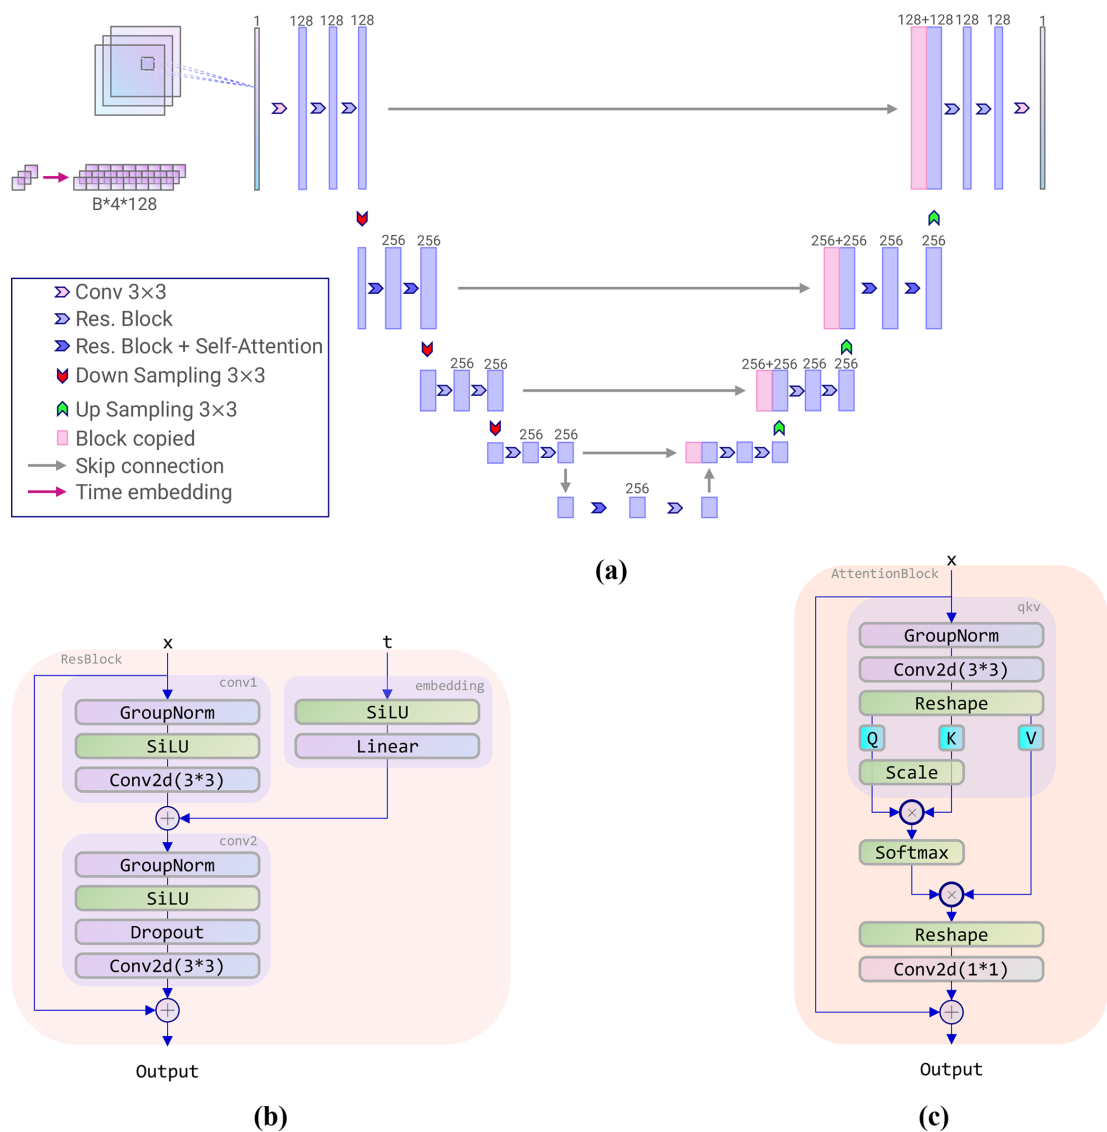 1 128 128 128 128+128 128 128 1
B*4*128
256 256 256+256 256 256
Conv 3×3
Res. Block
Res. Block + Self-Attention
Down Sampling 3×3
Up Sampling 3×3
Block copied
Skip connection
Time embedding
256 256 256+256 256 256
256 256
256
(a)
x t
ResBlock
conv1 embedding
GroupNorm SiLU
SiLU Linear
Conv2d(3*3)
+
conv2
GroupNorm
SiLU
Dropout
Conv2d(3*3)
+
Output
(b)
x
AttentionBlock
qkv
GroupNorm
Conv2d(3*3)
Reshape
Q K V
Scale
×
Softmax
×
Reshape
Conv2d(1*1)
+
Output
(c)